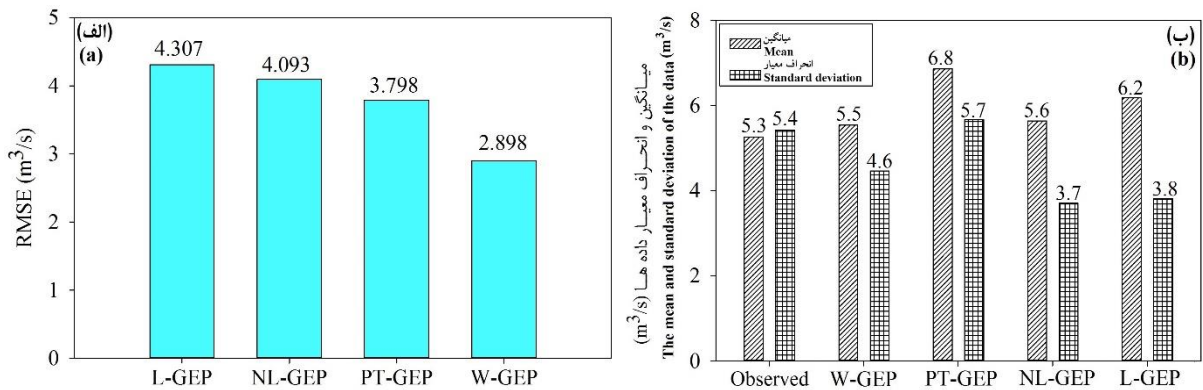 (الف)
(a)
RMSE (m³/s)
5
4
3
2
1
0
4.307
4.093
3.798
2.898
L-GEP NL-GEP PT-GEP W-GEP
(ب)
(b)
میانگین و انحراف معیار داده ها (m³/s)
The mean and standard deviation of the data (m³/s)
8
6
4
2
0
میانگین
Mean
انحراف معیار
Standard deviation
5.3 5.4
5.5 4.6
6.8 5.7
5.6 3.7
6.2 3.8
Observed W-GEP PT-GEP NL-GEP L-GEP